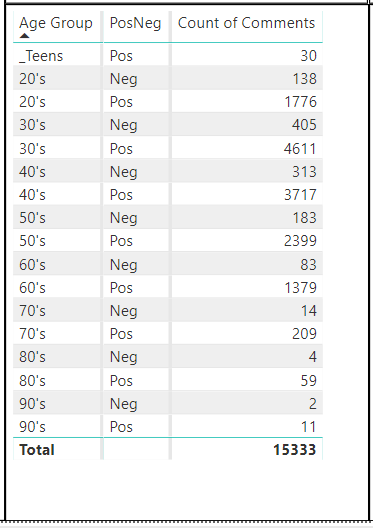 Age Group PosNeg Count of Comments
_Teens Pos 30
20's Neg 138
20's Pos 1776
30's Neg 405
30's Pos 4611
40's Neg 313
40's Pos 3717
50's Neg 183
50's Pos 2399
60's Neg 83
60's Pos 1379
70's Neg 14
70's Pos 209
80's Neg 4
80's Pos 59
90's Neg 2
90's Pos 11
Total 15333